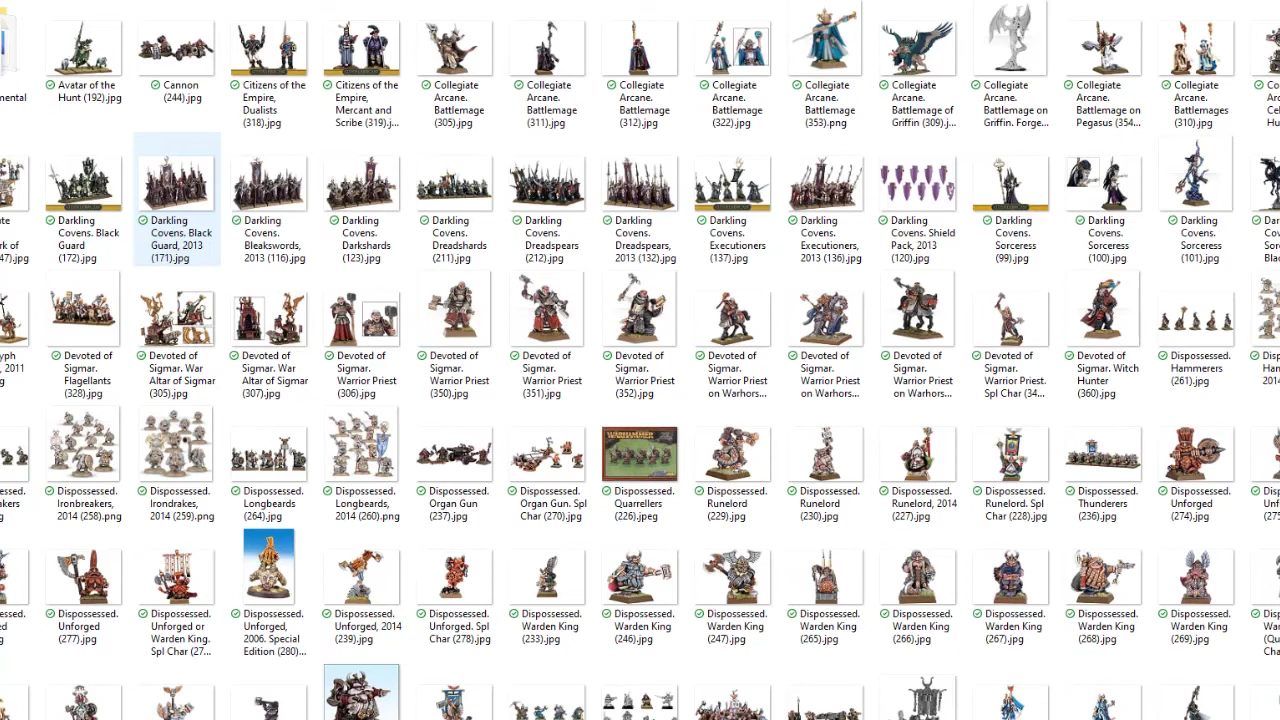 mental
Avatar of the
Hunt (192).jpg
Cannon
(244).jpg
Citizens of the
Empire,
Dualists
(318).jpg
Citizens of the
Empire,
Mercant and
Scribe (319).j...
Collegiate
Arcane.
Battlemage
(305).jpg
Collegiate
Arcane.
Battlemage
(311).jpg
Collegiate
Arcane.
Battlemage
(312).jpg
Collegiate
Arcane.
Battlemage
(322).jpg
Collegiate
Arcane.
Battlemage
(353).png
Collegiate
Arcane.
Battlemage of
Griffin (309).j...
Collegiate
Arcane.
Battlemage on
Griffin. Forge...
Collegiate
Arcane.
Battlemage on
Pegasus (354...
Collegiate
Arcane.
Battlemages
(310).jpg
rk of
47).jpg
Darkling
Covens. Black
Guard
(172).jpg
Darkling
Covens. Black
Guard, 2013
(171).jpg
Darkling
Covens.
Bleakswords,
2013 (116).jpg
Darkling
Covens.
Darkshards
(123).jpg
Darkling
Covens.
Dreadshards
(211).jpg
Darkling
Covens.
Dreadspears
(212).jpg
Darkling
Covens.
Dreadspears,
2013 (132).jpg
Darkling
Covens.
Executioners
(137).jpg
Darkling
Covens.
Executioners,
2013 (136).jpg
Darkling
Covens. Shield
Pack, 2013
(120).jpg
Darkling
Covens.
Sorceress
(99).jpg
Darkling
Covens.
Sorceress
(100).jpg
Darkling
Covens.
Sorceress
(101).jpg
yph
, 2011
Devoted of
Sigmar.
Flagellants
(328).jpg
Devoted of
Sigmar. War
Altar of Sigmar
(305).jpg
Devoted of
Sigmar. War
Altar of Sigmar
(307).jpg
Devoted of
Sigmar.
Warrior Priest
(306).jpg
Devoted of
Sigmar.
Warrior Priest
(350).jpg
Devoted of
Sigmar.
Warrior Priest
(351).jpg
Devoted of
Sigmar.
Warrior Priest
(352).jpg
Devoted of
Sigmar.
Warrior Priest
on Warhors...
Devoted of
Sigmar.
Warrior Priest
on Warhors...
Devoted of
Sigmar.
Warrior Priest
on Warhors...
Devoted of
Sigmar.
Warrior Priest.
Spl Char (34...
Devoted of
Sigmar. Witch
Hunter
(360).jpg
Dispossessed.
Hammerers
(261).jpg
Disp
Ham
2014
ssed.
akers
Dispossessed.
Ironbreakers,
2014 (258).png
Dispossessed.
Irondrakes,
2014 (259).png
Dispossessed.
Longbeards
(264).jpg
Dispossessed.
Longbeards,
2014 (260).png
Dispossessed.
Organ Gun
(237).jpg
Dispossessed.
Organ Gun. Spl
Char (270).jpg
WARHAMMER
Dispossessed.
Quarrellers
(226).jpeg
Dispossessed.
Runelord
(229).jpg
Dispossessed.
Runelord
(230).jpg
Dispossessed.
Runelord, 2014
(227).jpg
Dispossessed.
Runelord. Spl
Char (228).jpg
Dispossessed.
Thunderers
(236).jpg
Dispossessed.
Unforged
(274).jpg
ssed.
Dispossessed.
Unforged
(277).jpg
Dispossessed.
Unforged or
Warden King.
Spl Char (27...
Dispossessed.
Unforged,
2006. Special
Edition (280)...
Dispossessed.
Unforged, 2014
(239).jpg
Dispossessed.
Unforged. Spl
Char (278).jpg
Dispossessed.
Warden King
(233).jpg
Dispossessed.
Warden King
(246).jpg
Dispossessed.
Warden King
(247).jpg
Dispossessed.
Warden King
(265).jpg
Dispossessed.
Warden King
(266).jpg
Dispossessed.
Warden King
(267).jpg
Dispossessed.
Warden King
(268).jpg
Dispossessed.
Warden King
(269).jpg